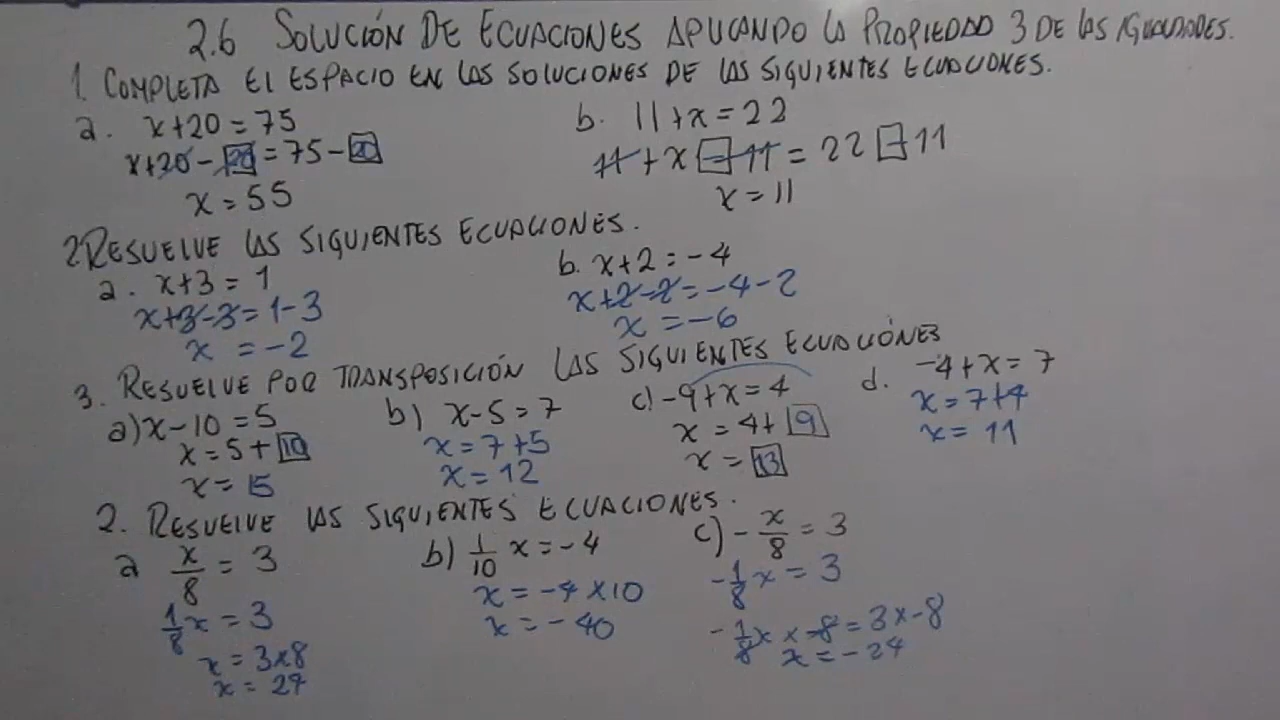 2.6 SOLUCIÓN DE ECUACIONES APLICANDO LA PROPIEDAD 3 DE LAS IGUALDADES.
1. COMPLETA EL ESPACIO EN LAS SOLUCIONES DE LAS SIGUIENTES ECUACIONES.
a. x+20=75
x+20-20=75-20
x=55
b. 11+x=22
11+x-11=22-11
x=11
2 RESUELVE LAS SIGUIENTES ECUACIONES.
a. x+3=1
x+3-3=1-3
x=-2
b. x+2=-4
x+2-2=-4-2
x=-6
3. RESUELVE POR TRANSPOSICIÓN LAS SIGUIENTES ECUACIÓNES
a) x-10=5
x=5+10
x=15
b) x-5=7
x=7+5
x=12
c) -9+x=4
x=4+9
x=13
d. -4+x=7
x=7+4
x=11
2. RESUELVE LAS SIGUIENTES ECUACIONES.
a x/8=3
1/8x=3
x=3x8
x=24
b) 1/10 x=-4
x=-4x10
x=-40
c) -x/8=3
-1/8x=3
-1/8x x-8=3x-8
x=-24